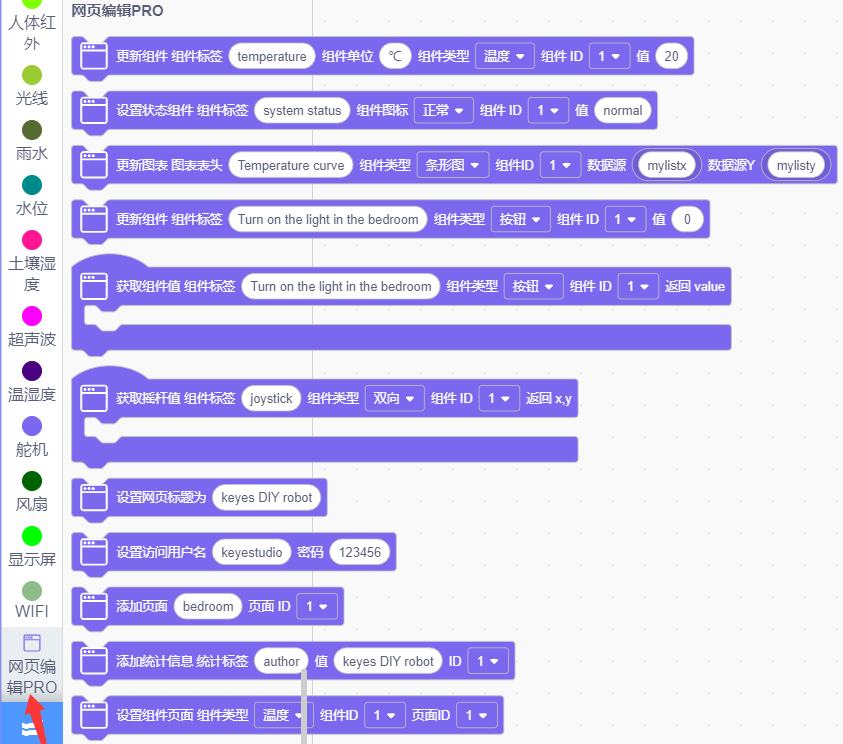 网页编辑PRO
人体红
外
光线
雨水
水位
土壤湿
度
超声波
温湿度
舵机
风扇
显示屏
WIFI
网页编
辑PRO
更新组件 组件标签 temperature 组件单位 ℃ 组件类型 温度 组件 ID 1 值 20
设置状态组件 组件标签 system status 组件图标 正常 组件 ID 1 值 normal
更新图表 图表表头 Temperature curve 组件类型 条形图 组件ID 1 数据源 mylistx 数据源Y mylisty
更新组件 组件标签 Turn on the light in the bedroom 组件类型 按钮 组件 ID 1 值 0
获取组件值 组件标签 Turn on the light in the bedroom 组件类型 按钮 组件 ID 1 返回 value
获取摇杆值 组件标签 joystick 组件类型 双向 组件 ID 1 返回 x,y
设置网页标题为 keyes DIY robot
设置访问用户名 keyestudio 密码 123456
添加页面 bedroom 页面 ID 1
添加统计信息 统计标签 author 值 keyes DIY robot ID 1
设置组件页面 组件类型 温度 组件ID 1 页面ID 1